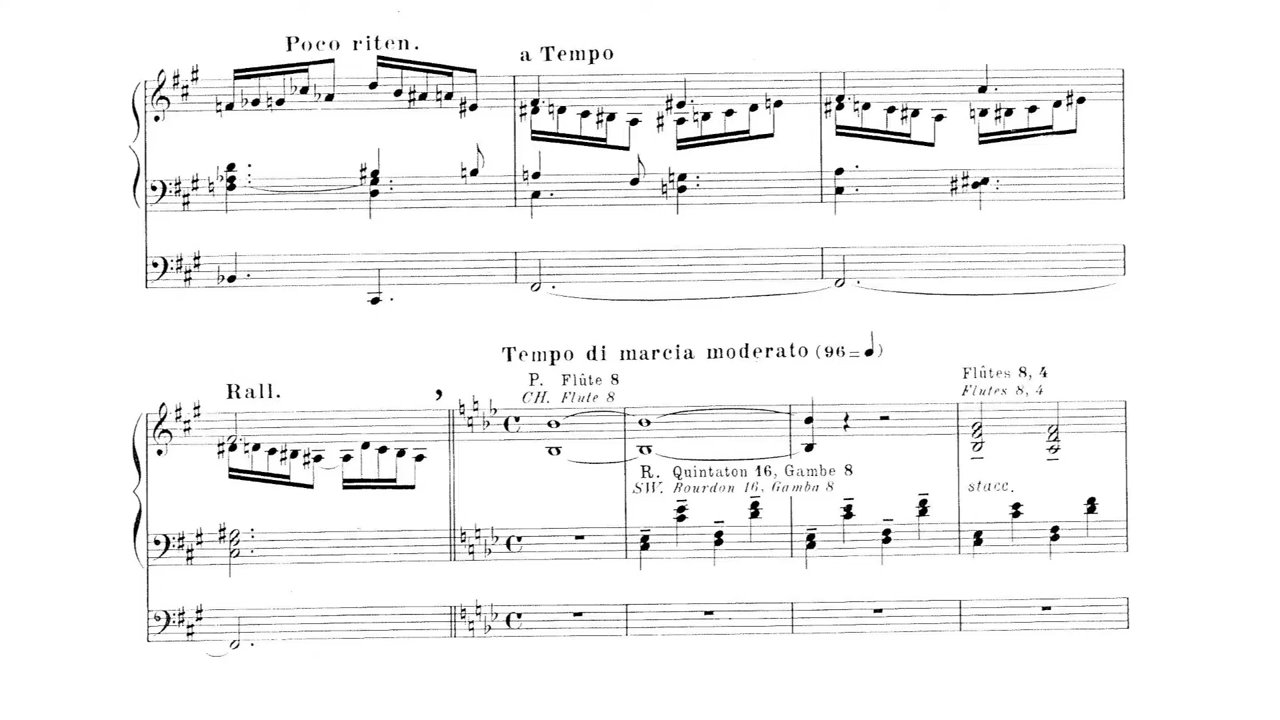 Poco riten.
a Tempo
Tempo di marcia moderato (96=♩)
Rall.
P. Flûte 8
CH. Flute 8
Flûtes 8, 4
Flutes 8, 4
R. Quintaton 16, Gambe 8
SW. Bourdon 16, Gamba 8
stacc.